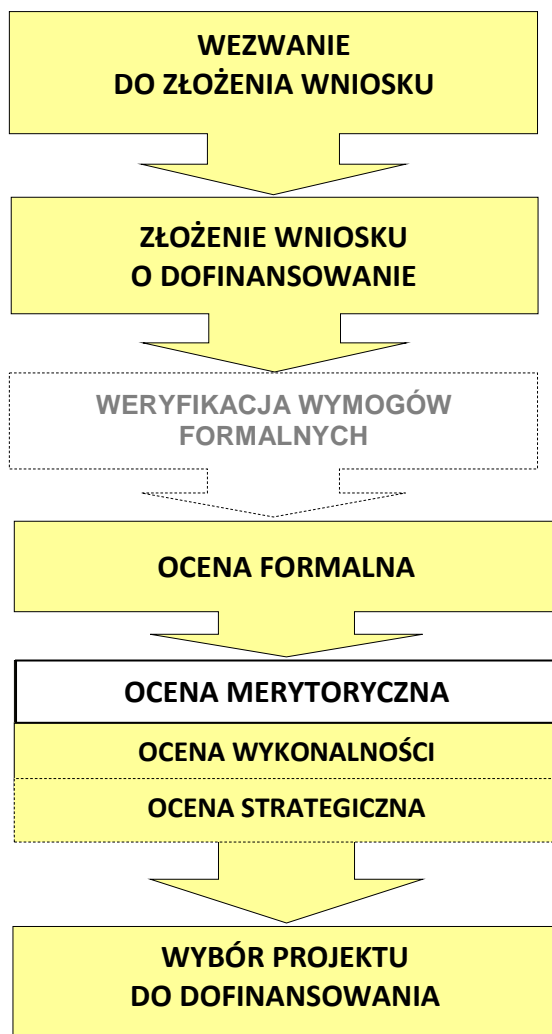 WEZWANIE
DO ZŁOŻENIA WNIOSKU
ZŁOŻENIE WNIOSKU
O DOFINANSOWANIE
WERYFIKACJA WYMOGÓW
FORMALNYCH
OCENA FORMALNA
OCENA MERYTORYCZNA
OCENA WYKONALNOŚCI
OCENA STRATEGICZNA
WYBÓR PROJEKTU
DO DOFINANSOWANIA